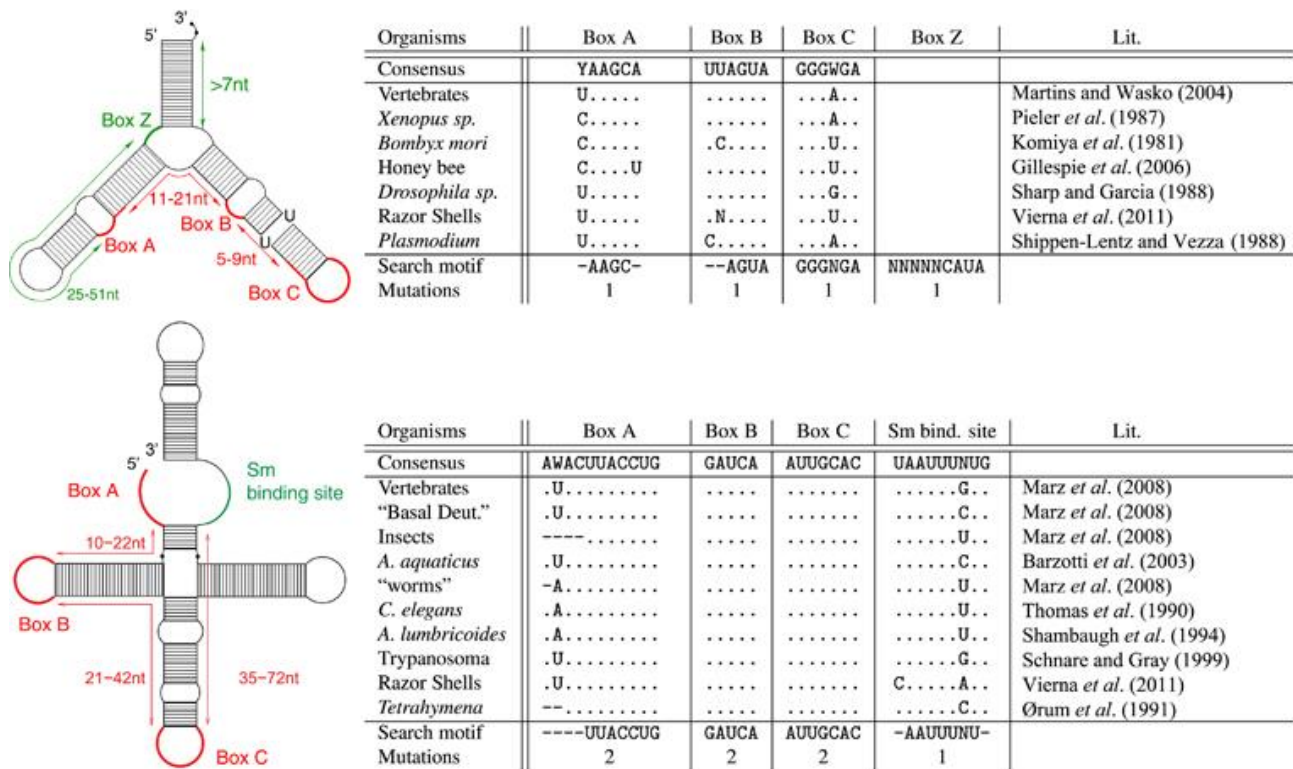 3'
5'
>7nt
Box Z
11-21nt
Box B
U
U
Box A
5-9nt
Box C
25-51nt
Organisms Box A Box B Box C Box Z Lit.
Consensus YAAGCA UUAGUA GGGWGA
Vertebrates U..... ...... ...A.. Martins and Wasko (2004)
Xenopus sp. C..... ...... ...A.. Pieler et al. (1987)
Bombyx mori C..... .C.... ...U.. Komiya et al. (1981)
Honey bee C....U ...... ...U.. Gillespie et al. (2006)
Drosophila sp. U..... ...... ...G.. Sharp and Garcia (1988)
Razor Shells U..... .N.... ...U.. Vierna et al. (2011)
Plasmodium U..... C..... ...A.. Shippen-Lentz and Vezza (1988)
Search motif -AAGC- --AGUA GGGNGA NNNNNCAUA
Mutations 1 1 1 1
3'
5'
Box A
Sm
binding site
10−22nt
Box B
21−42nt
35−72nt
Box C
Organisms Box A Box B Box C Sm bind. site Lit.
Consensus AWACUUACCUG GAUCA AUUGCAC UAAUUUNUG
Vertebrates .U......... ..... ....... ......G.. Marz et al. (2008)
“Basal Deut.” .U......... ..... ....... ......C.. Marz et al. (2008)
Insects ----....... ..... ....... ......U.. Marz et al. (2008)
A. aquaticus .U......... ..... ....... ......C.. Barzotti et al. (2003)
“worms” -A......... ..... ....... ......U.. Marz et al. (2008)
C. elegans .A......... ..... ....... ......U.. Thomas et al. (1990)
A. lumbricoides .A......... ..... ....... ......U.. Shambaugh et al. (1994)
Trypanosoma .U......... ..... ....... ......G.. Schnare and Gray (1999)
Razor Shells .U......... ..... ....... C.....A.. Vierna et al. (2011)
Tetrahymena --......... ..... ....... ......C.. Ørum et al. (1991)
Search motif ----UUACCUG GAUCA AUUGCAC -AAUUUNU-
Mutations 2 2 2 1